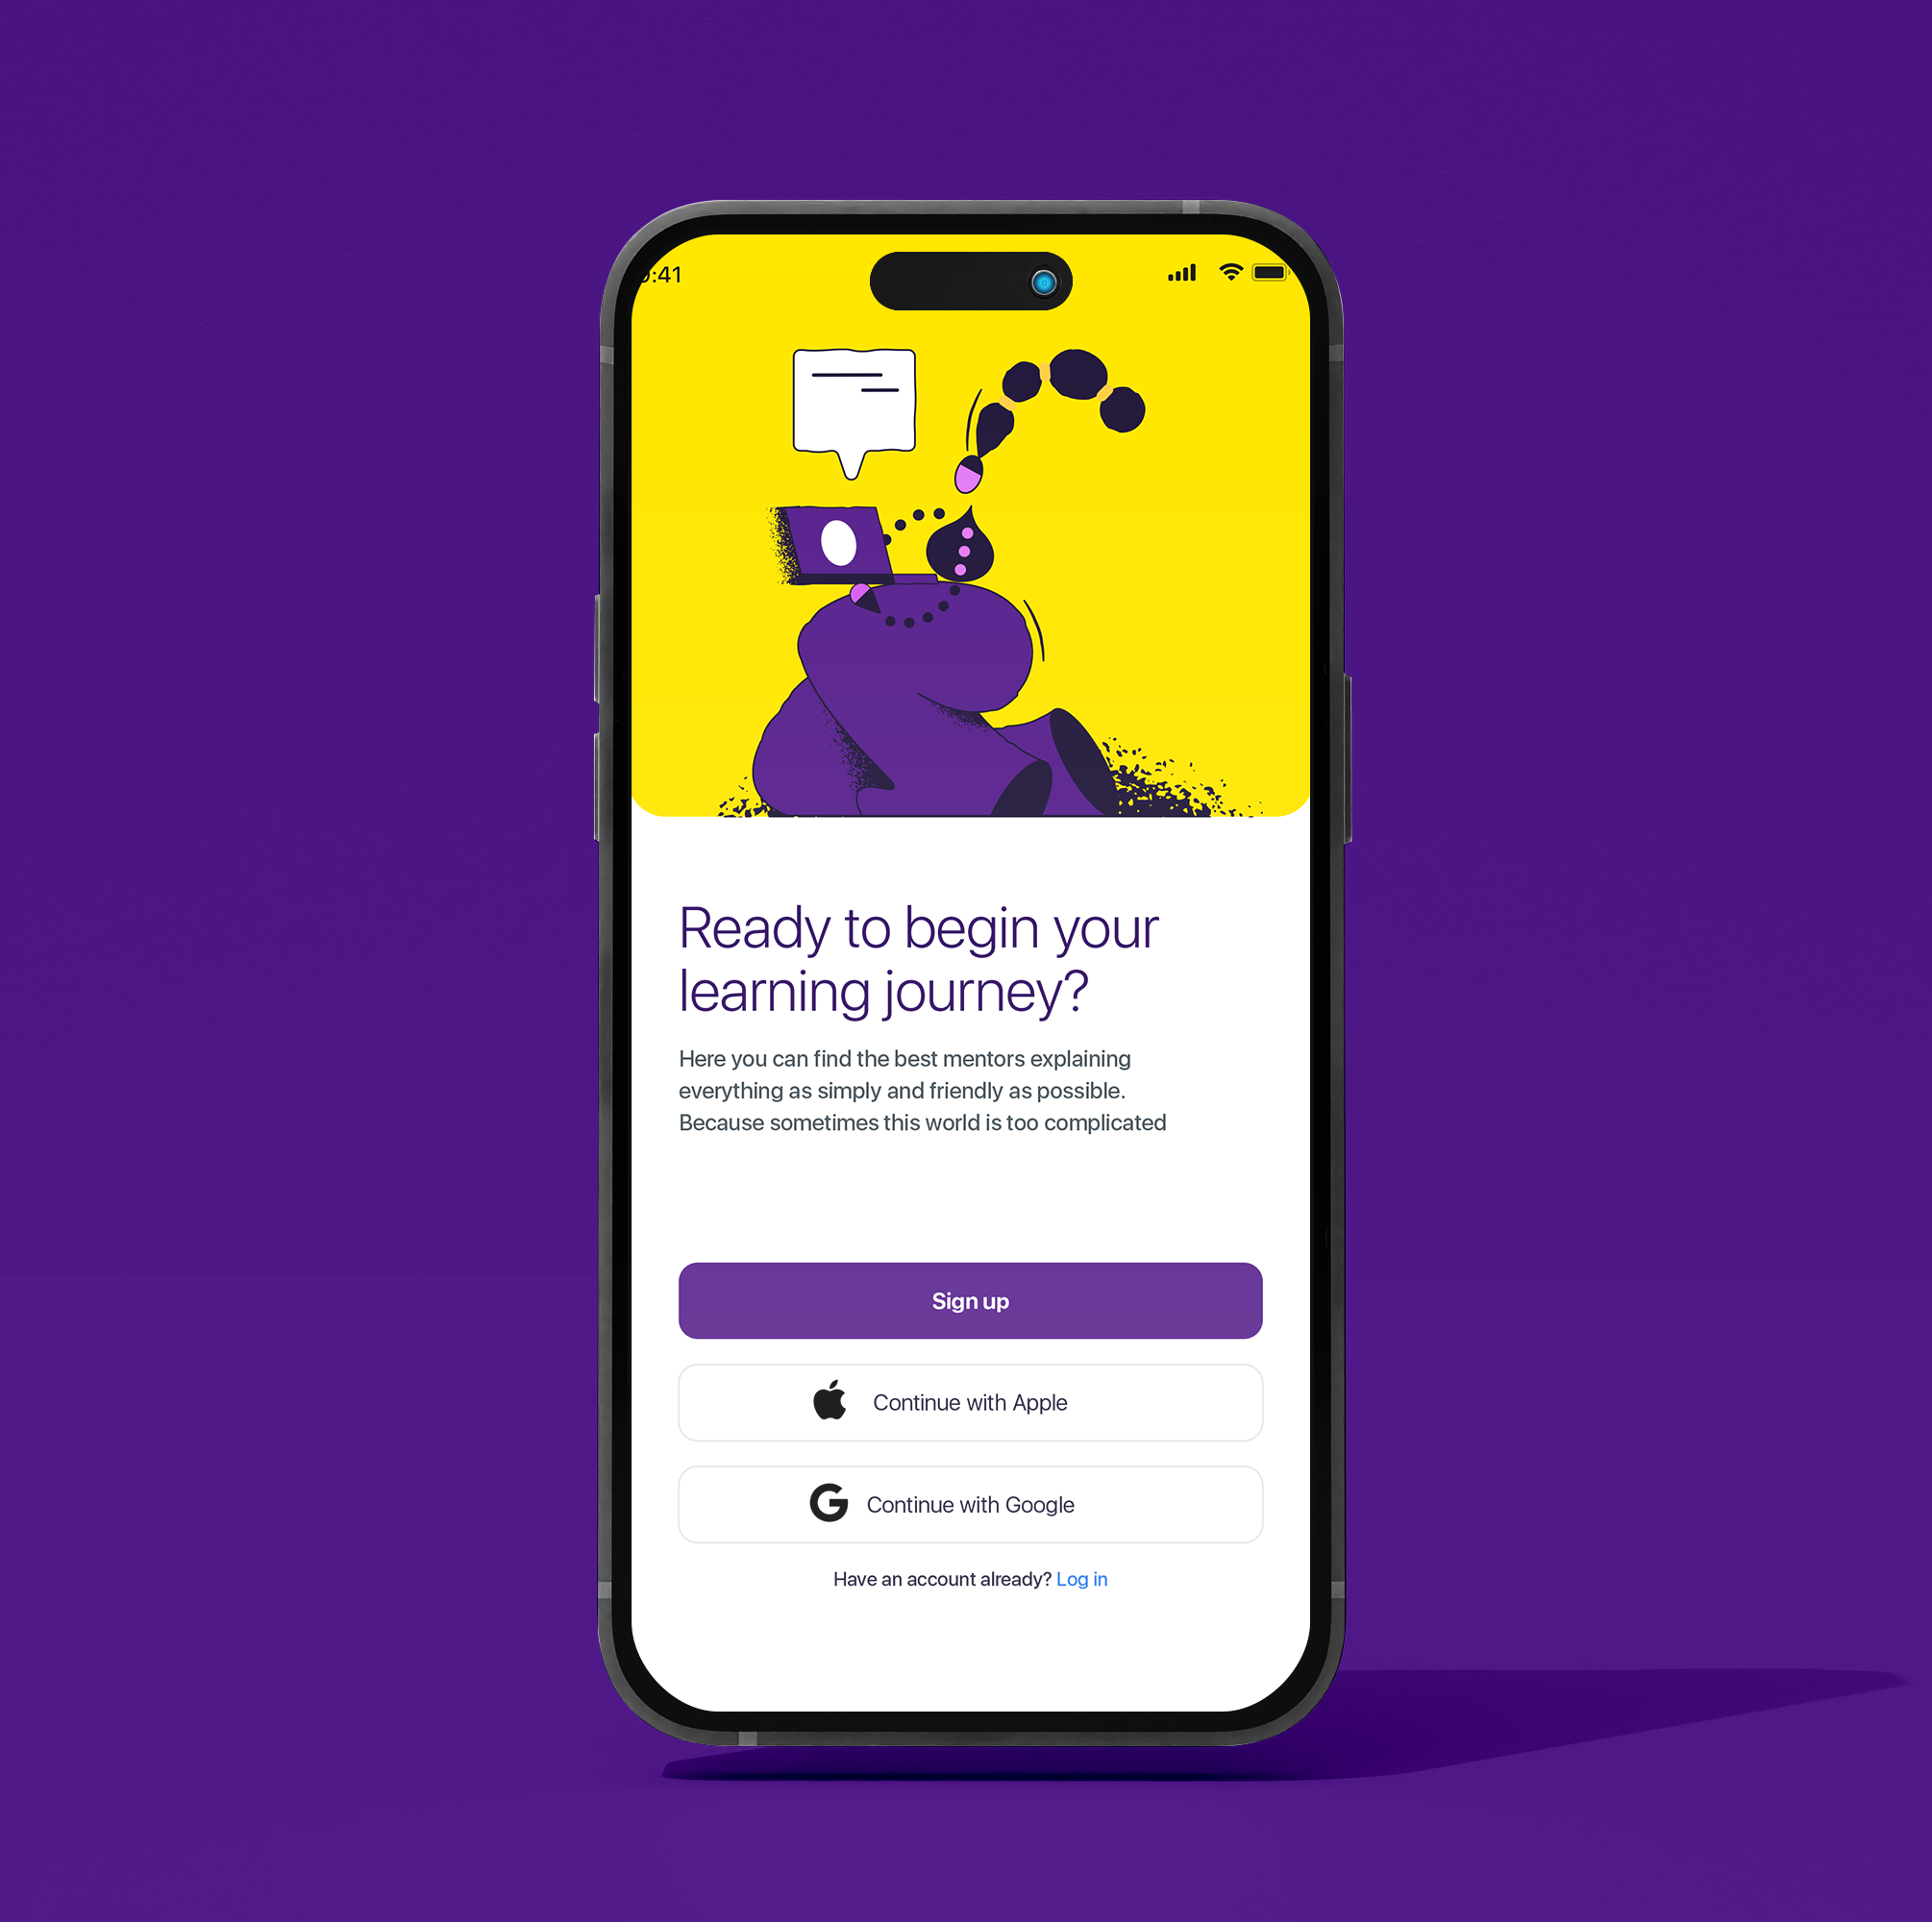 :41
Ready to begin your
learning journey?
Here you can find the best mentors explaining
everything as simply and friendly as possible.
Because sometimes this world is too complicated
Sign up
Continue with Apple
Continue with Google
Have an account already? Log in